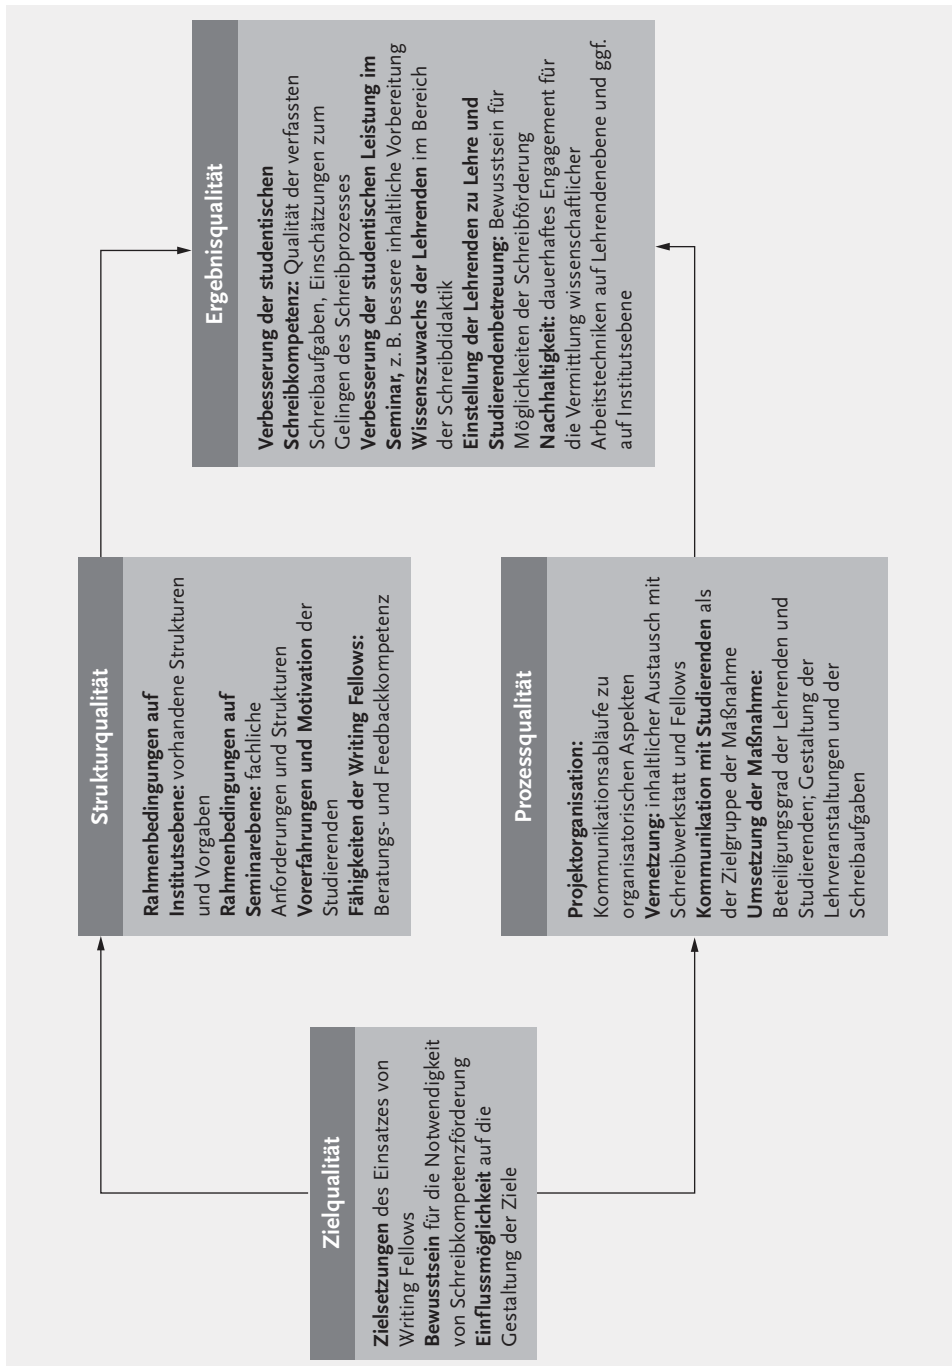 Zielqualität
Zielsetzungen des Einsatzes von
Writing Fellows
Bewusstsein für die Notwendigkeit
von Schreibkompetenzförderung
Einflussmöglichkeit auf die
Gestaltung der Ziele
Strukturqualität
Rahmenbedingungen auf
Institutsebene: vorhandene Strukturen
und Vorgaben
Rahmenbedingungen auf
Seminarebene: fachliche
Anforderungen und Strukturen
Vorerfahrungen und Motivation der
Studierenden
Fähigkeiten der Writing Fellows:
Beratungs- und Feedbackkompetenz
Prozessqualität
Projektorganisation:
Kommunikationsabläufe zu
organisatorischen Aspekten
Vernetzung: inhaltlicher Austausch mit
Schreibwerkstatt und Fellows
Kommunikation mit Studierenden als
der Zielgruppe der Maßnahme
Umsetzung der Maßnahme:
Beteiligungsgrad der Lehrenden und
Studierenden; Gestaltung der
Lehrveranstaltungen und der
Schreibaufgaben
Ergebnisqualität
Verbesserung der studentischen
Schreibkompetenz: Qualität der verfassten
Schreibaufgaben, Einschätzungen zum
Gelingen des Schreibprozesses
Verbesserung der studentischen Leistung im
Seminar, z. B. bessere inhaltliche Vorbereitung
Wissenszuwachs der Lehrenden im Bereich
der Schreibdidaktik
Einstellung der Lehrenden zu Lehre und
Studierendenbetreuung: Bewusstsein für
Möglichkeiten der Schreibförderung
Nachhaltigkeit: dauerhaftes Engagement für
die Vermittlung wissenschaftlicher
Arbeitstechniken auf Lehrendenebene und ggf.
auf Institutsebene